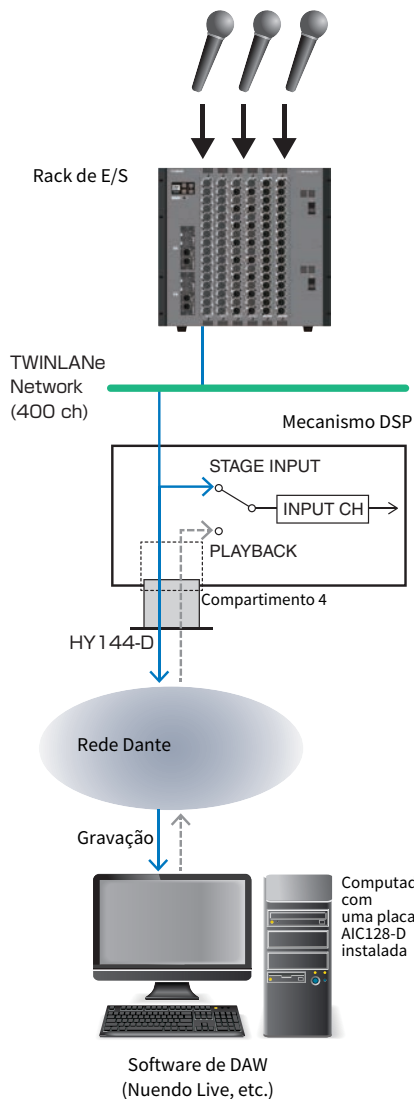 Rack de E/S
TWINLANe
Network
(400 ch)
Mecanismo DSP
STAGE INPUT
INPUT CH
PLAYBACK
Compartimento 4
HY144-D
Rede Dante
Gravação
Computad
com
uma placa
AIC128-D
instalada
Software de DAW
(Nuendo Live, etc.)